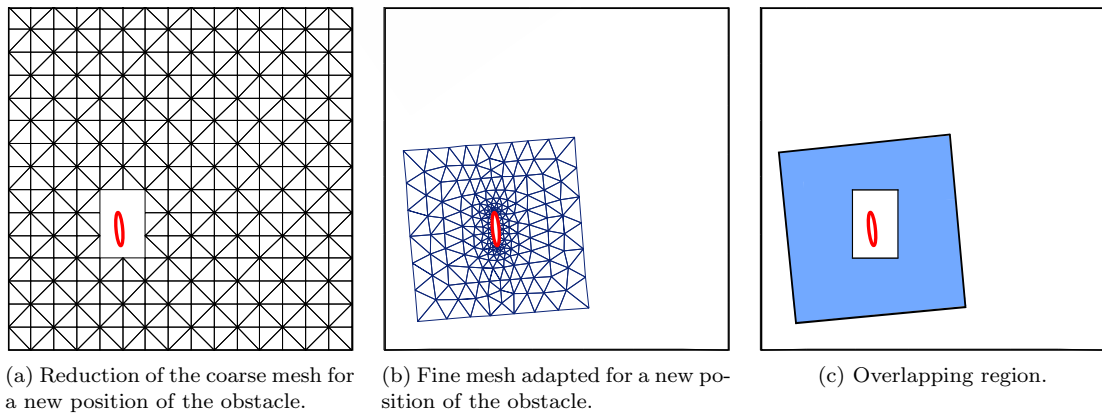 (a) Reduction of the coarse mesh for
a new position of the obstacle.
(b) Fine mesh adapted for a new po-
sition of the obstacle.
(c) Overlapping region.